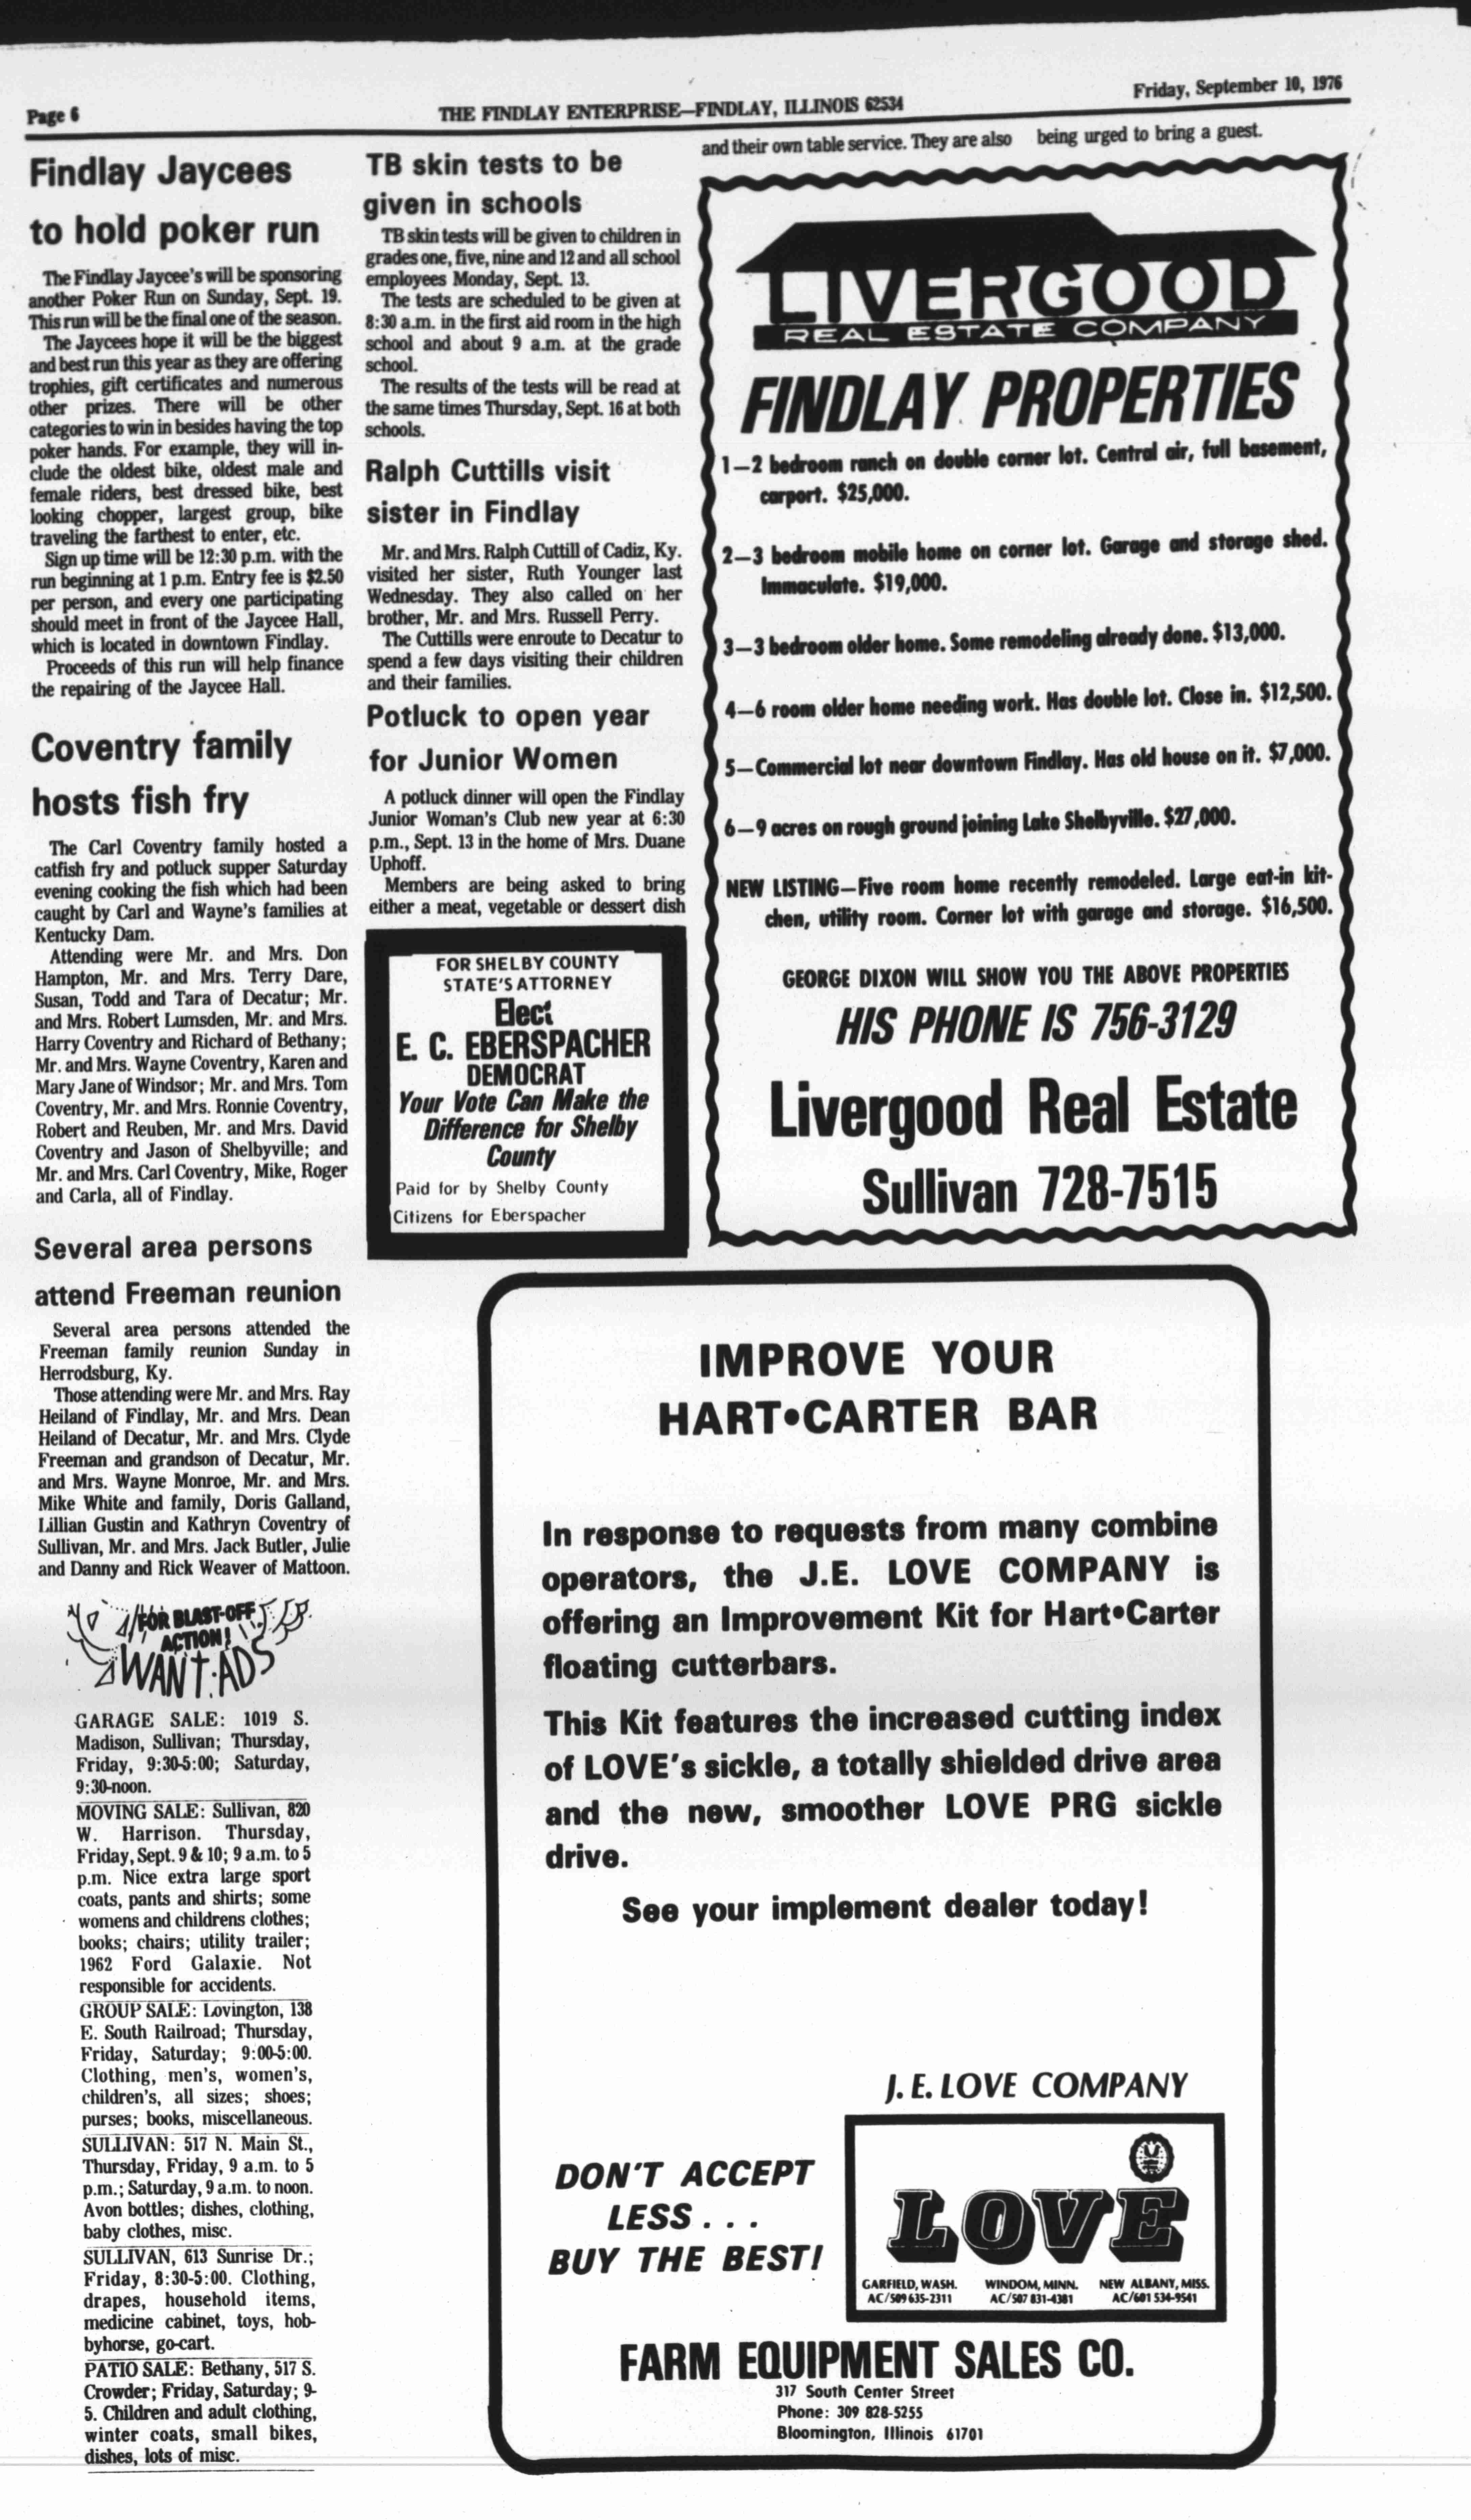 Page 6
THE FINDLAY ENTERPRISE—FINDLAY, ILLINOIS 62534
Friday, September 10, 1976
Findlay Jaycees
to hold poker run
The Findlay Jaycee's will be sponsoring
another Poker Run on Sunday, Sept. 19.
This run will be the final one of the season.
The Jaycees hope it will be the biggest
and best run this year as they are offering
trophies, gift certificates and numerous
other prizes. There will be other
categories to win in besides having the top
poker hands. For example, they will in-
clude the oldest bike, oldest male and
female riders, best dressed bike, best
looking chopper, largest group, bike
traveling the farthest to enter, etc.
Sign up time will be 12:30 p.m. with the
run beginning at 1 p.m. Entry fee is $2.50
per person, and every one participating
should meet in front of the Jaycee Hall,
which is located in downtown Findlay.
Proceeds of this run will help finance
the repairing of the Jaycee Hall.
Coventry family
hosts fish fry
The Carl Coventry family hosted a
catfish fry and potluck supper Saturday
evening cooking the fish which had been
caught by Carl and Wayne's families at
Kentucky Dam.
Attending were Mr. and Mrs. Don
Hampton, Mr. and Mrs. Terry Dare,
Susan, Todd and Tara of Decatur; Mr.
and Mrs. Robert Lumsden, Mr. and Mrs.
Harry Coventry and Richard of Bethany;
Mr. and Mrs. Wayne Coventry, Karen and
Mary Jane of Windsor; Mr. and Mrs. Tom
Coventry, Mr. and Mrs. Ronnie Coventry,
Robert and Reuben, Mr. and Mrs. David
Coventry and Jason of Shelbyville; and
Mr. and Mrs. Carl Coventry, Mike, Roger
and Carla, all of Findlay.
Several area persons
attend Freeman reunion
Several area persons attended the
Freeman family reunion Sunday in
Herrodsburg, Ky.
Those attending were Mr. and Mrs. Ray
Heiland of Findlay, Mr. and Mrs. Dean
Heiland of Decatur, Mr. and Mrs. Clyde
Freeman and grandson of Decatur, Mr.
and Mrs. Wayne Monroe, Mr. and Mrs.
Mike White and family, Doris Galland,
Lillian Gustin and Kathryn Coventry of
Sullivan, Mr. and Mrs. Jack Butler, Julie
and Danny and Rick Weaver of Mattoon.
FOR BLAST-OFF
ACTION!
WANT ADS
GARAGE SALE: 1019 S.
Madison, Sullivan; Thursday,
Friday, 9:30-5:00; Saturday,
9:30-noon.
MOVING SALE: Sullivan, 820
W. Harrison. Thursday,
Friday, Sept. 9 & 10; 9 a.m. to 5
p.m. Nice extra large sport
coats, pants and shirts; some
womens and childrens clothes;
books; chairs; utility trailer;
1962 Ford Galaxie. Not
responsible for accidents.
GROUP SALE: Lovington, 138
E. South Railroad; Thursday,
Friday, Saturday; 9:00-5:00.
Clothing, men's, women's,
children's, all sizes; shoes;
purses; books, miscellaneous.
SULLIVAN: 517 N. Main St.,
Thursday, Friday, 9 a.m. to 5
p.m.; Saturday, 9 a.m. to noon.
Avon bottles; dishes, clothing,
baby clothes, misc.
SULLIVAN, 613 Sunrise Dr.;
Friday, 8:30-5:00. Clothing,
drapes, household items,
medicine cabinet, toys, hob-
byhorse, go-cart.
PATIO SALE: Bethany, 517 S.
Crowder; Friday, Saturday; 9-
5. Children and adult clothing,
winter coats, small bikes,
dishes, lots of misc.
TB skin tests to be
given in schools
TB skin tests will be given to children in
grades one, five, nine and 12 and all school
employees Monday, Sept. 13.
The tests are scheduled to be given at
8:30 a.m. in the first aid room in the high
school and about 9 a.m. at the grade
school.
The results of the tests will be read at
the same times Thursday, Sept. 16 at both
schools.
Ralph Cuttills visit
sister in Findlay
Mr. and Mrs. Ralph Cuttill of Cadiz, Ky.
visited her sister, Ruth Younger last
Wednesday. They also called on her
brother, Mr. and Mrs. Russell Perry.
The Cuttills were enroute to Decatur to
spend a few days visiting their children
and their families.
Potluck to open year
for Junior Women
A potluck dinner will open the Findlay
Junior Woman's Club new year at 6:30
p.m., Sept. 13 in the home of Mrs. Duane
Uphoff.
Members are being asked to bring
either a meat, vegetable or dessert dish
and their own table service. They are also
being urged to bring a guest.
FOR SHELBY COUNTY
STATE'S ATTORNEY
Elect
E. C. EBERSPACHER
DEMOCRAT
Your Vote Can Make the
Difference for Shelby
County
Paid for by Shelby County
Citizens for Eberspacher
LIVERGOOD
REAL ESTATE COMPANY
FINDLAY PROPERTIES
1—2 bedroom ranch on double corner lot. Central air, full basement,
carport. $25,000.
2—3 bedroom mobile home on corner lot. Garage and storage shed.
Immaculate. $19,000.
3—3 bedroom older home. Some remodeling already done. $13,000.
4—6 room older home needing work. Has double lot. Close in. $12,500.
5—Commercial lot near downtown Findlay. Has old house on it. $7,000.
6—9 acres on rough ground joining Lake Shelbyville. $27,000.
NEW LISTING—Five room home recently remodeled. Large eat-in kit-
chen, utility room. Corner lot with garage and storage. $16,500.
GEORGE DIXON WILL SHOW YOU THE ABOVE PROPERTIES
HIS PHONE IS 756-3129
Livergood Real Estate
Sullivan 728-7515
IMPROVE YOUR
HART•CARTER BAR
In response to requests from many combine
operators, the J.E. LOVE COMPANY is
offering an Improvement Kit for Hart•Carter
floating cutterbars.
This Kit features the increased cutting index
of LOVE's sickle, a totally shielded drive area
and the new, smoother LOVE PRG sickle
drive.
See your implement dealer today!
J. E. LOVE COMPANY
DON'T ACCEPT
LESS . . .
BUY THE BEST!
LOVE
GARFIELD, WASH. WINDOM, MINN. NEW ALBANY, MISS.
AC/509 635-2311 AC/507 831-4381 AC/601 534-9541
FARM EQUIPMENT SALES CO.
317 South Center Street
Phone: 309 828-5255
Bloomington, Illinois 61701